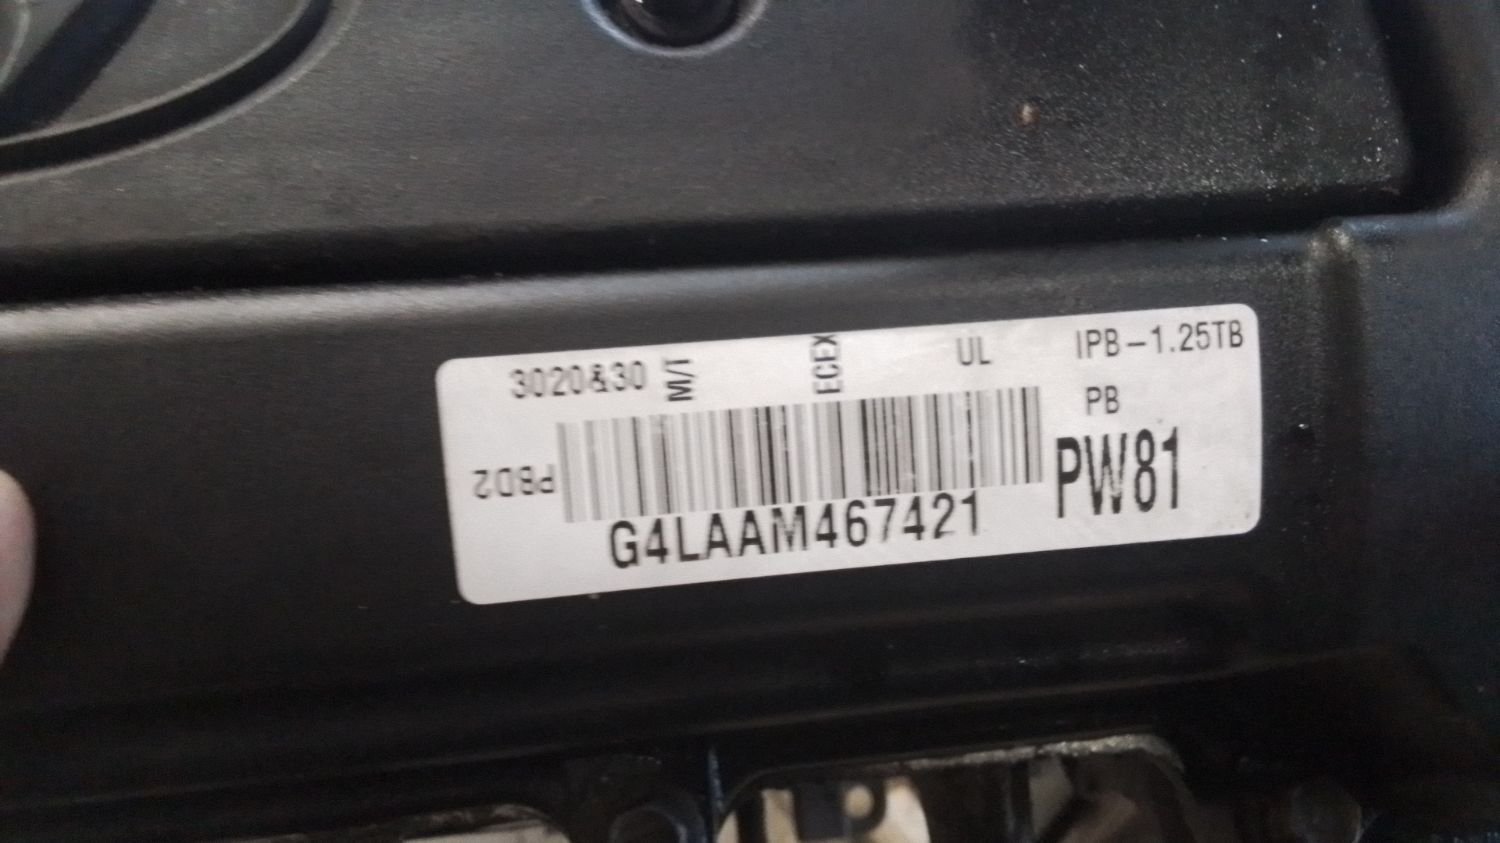 3020&30 M/T ECEX UL IPB-1.25TB
PB
PBD2
PW81
G4LAAM467421